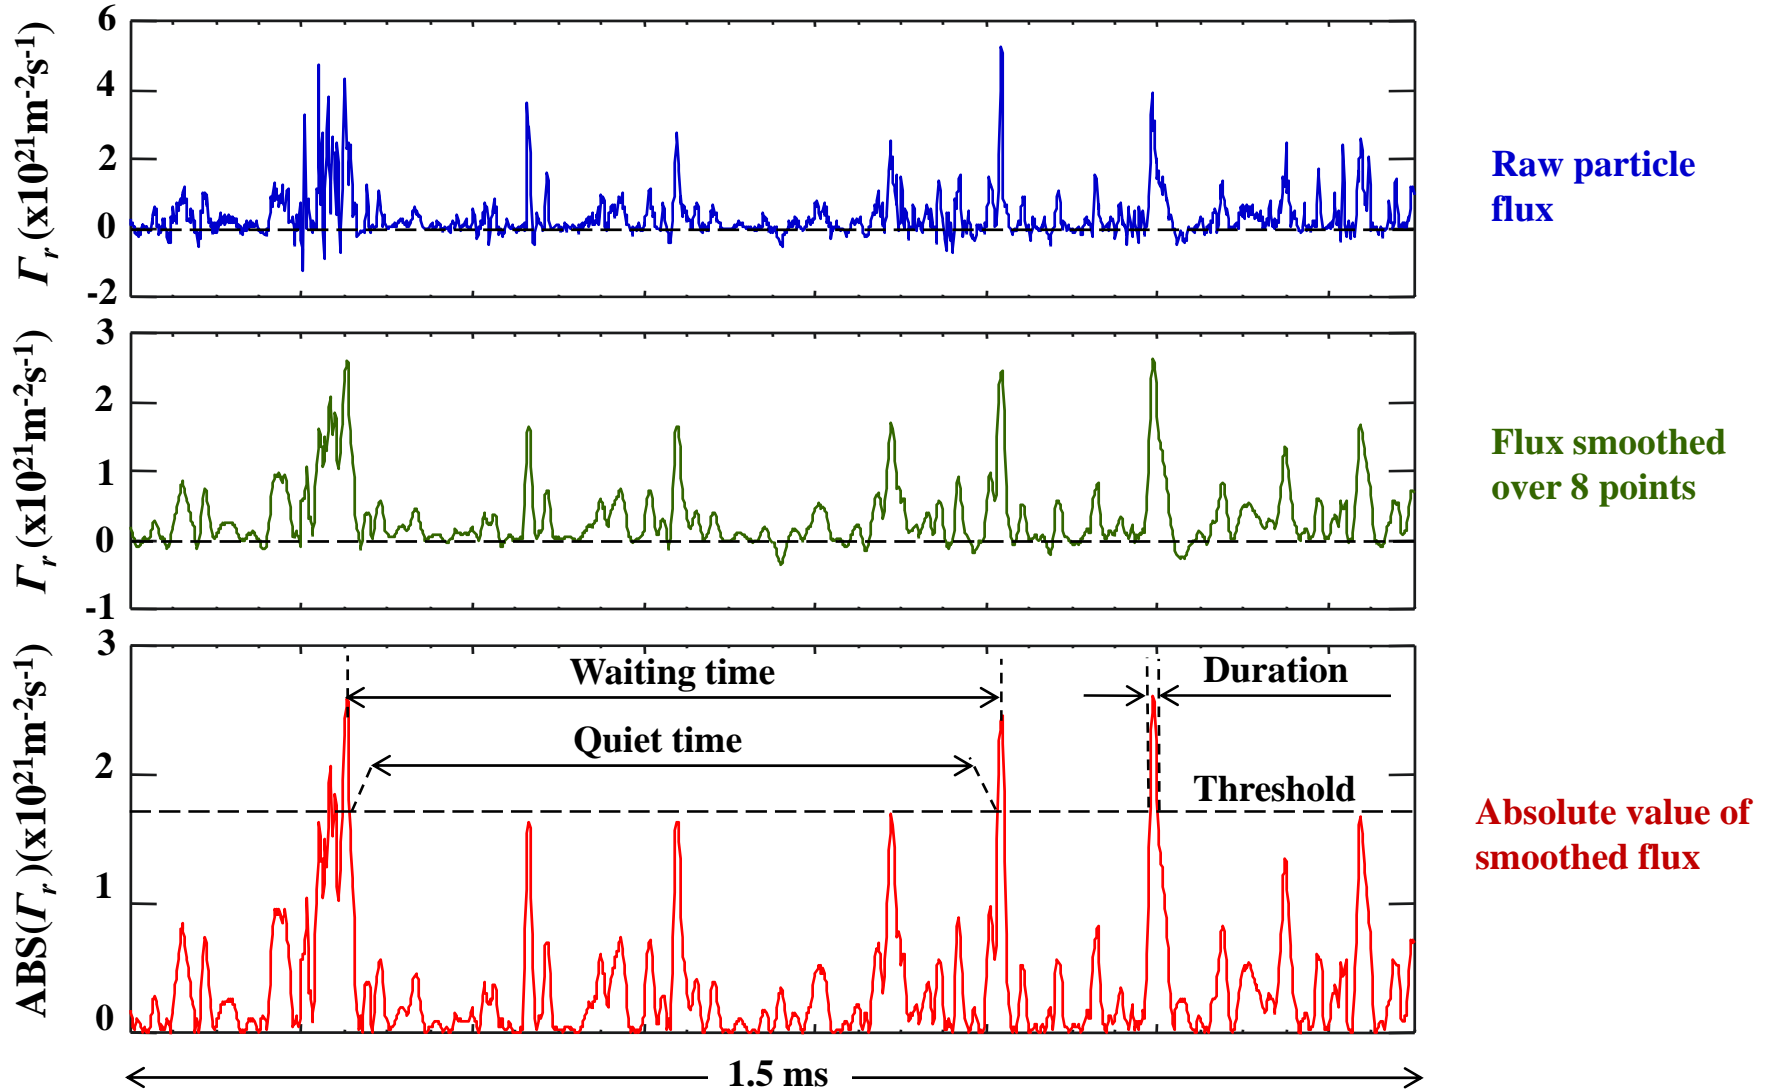 Γr (x10²¹m⁻²s⁻¹)
6
4
2
0
-2
Raw particle
flux
Γr (x10²¹m⁻²s⁻¹)
3
2
1
0
-1
Flux smoothed
over 8 points
ABS(Γr)(x10²¹m⁻²s⁻¹)
3
2
1
0
Waiting time
Duration
Quiet time
Threshold
Absolute value of
smoothed flux
1.5 ms